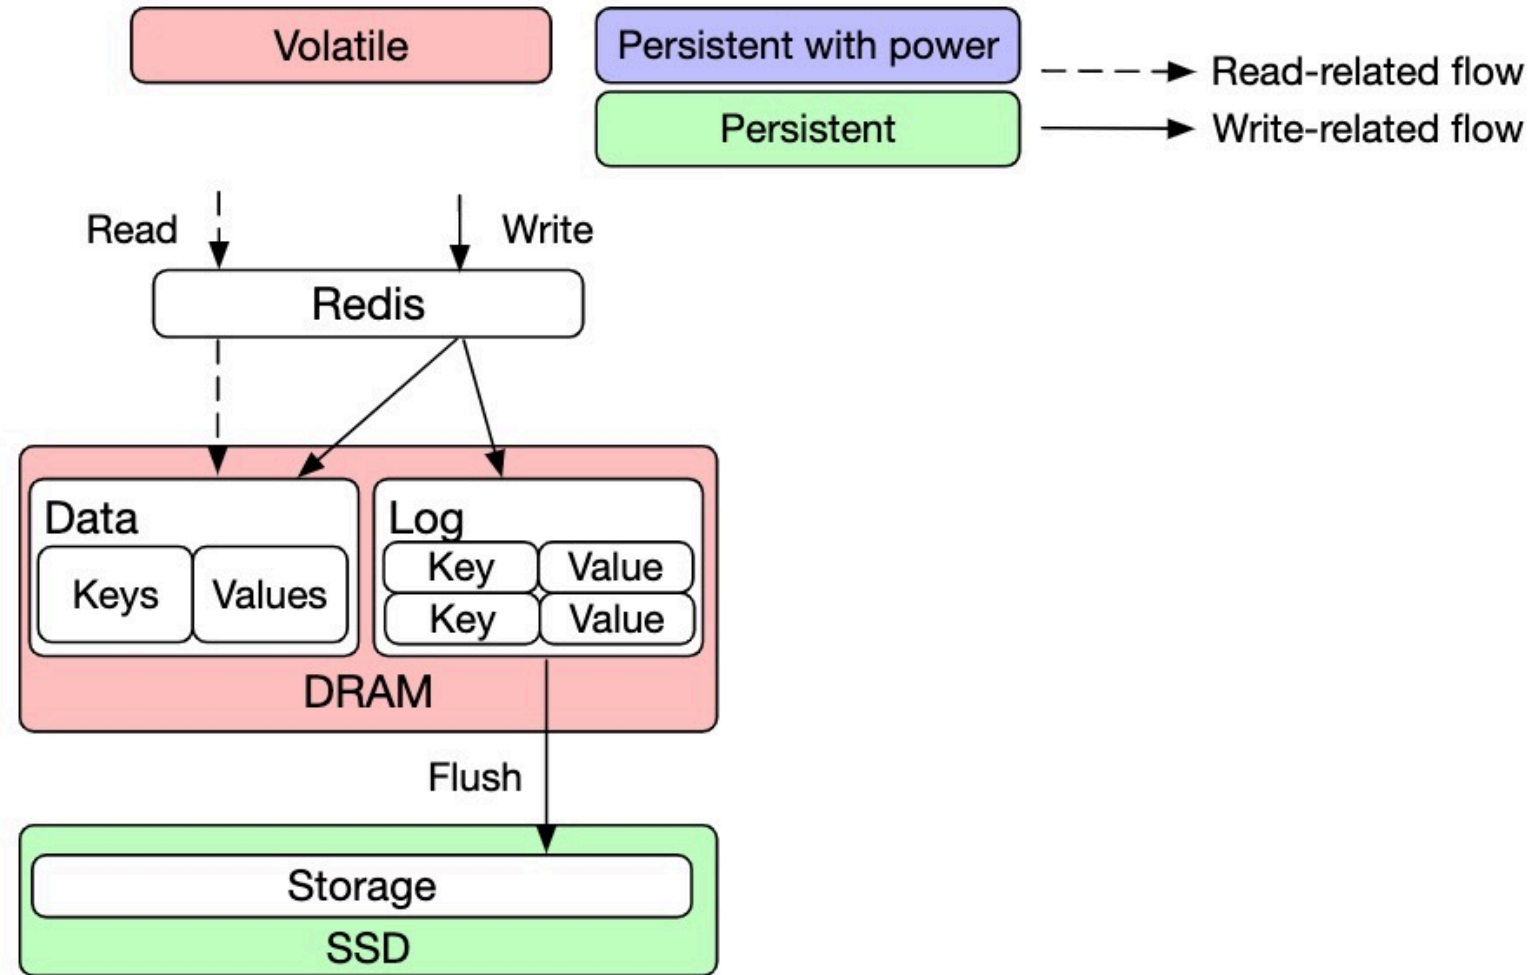 Volatile
Persistent with power
Persistent
Read-related flow
Write-related flow
Read
Write
Redis
Data
Keys
Values
Log
Key
Value
Key
Value
DRAM
Flush
Storage
SSD